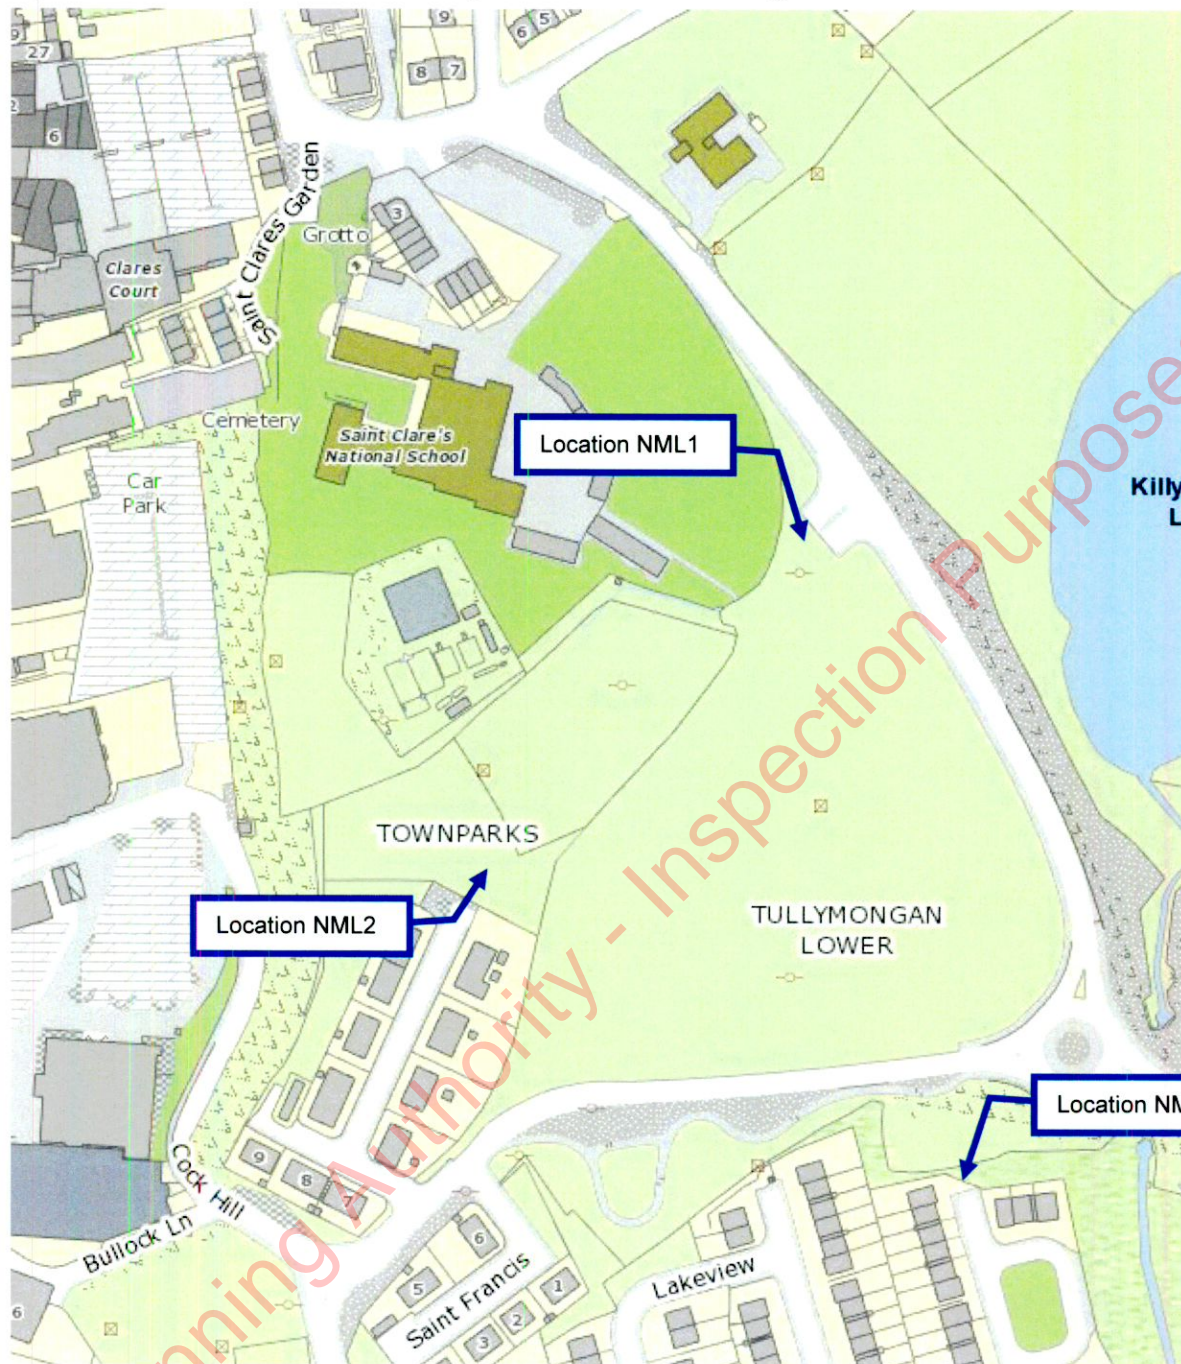 9
27
2
6
9
8
7
6
5
Saint Clares Garden
Grotto
3
Clares
Court
Cemetery
Saint Clare's
National School
Car
Park
Location NML1
Killy
L
TOWNPARKS
Location NML2
TULLYMONGAN
LOWER
Location NM
9
8
7
Cock Hill
Bullock Ln
6
6
5
Saint Francis
1
2
3
Lakeview
nning Authority - Inspection Purpose